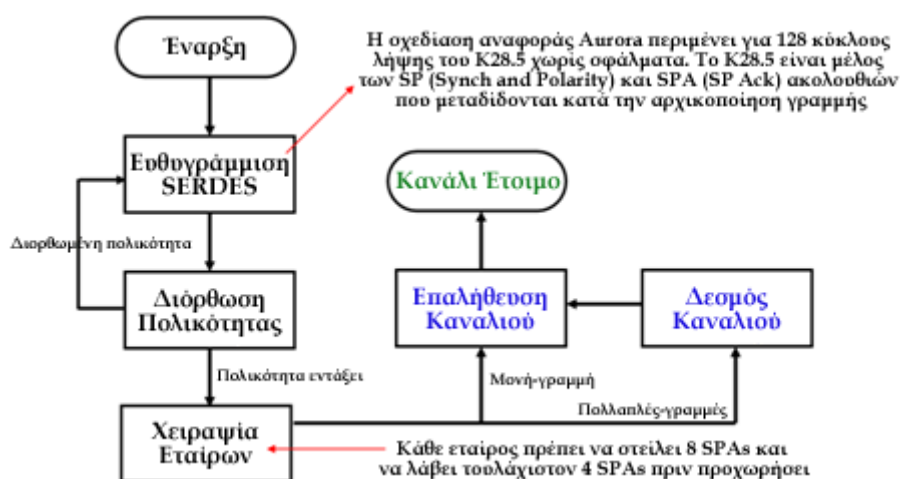 Έναρξη
Η σχεδίαση αναφοράς Aurora περιμένει για 128 κύκλους
λήψης του K28.5 χωρίς σφάλματα. Το K28.5 είναι μέλος
των SP (Synch and Polarity) και SPA (SP Ack) ακολουθιών
που μεταδίδονται κατά την αρχικοποίηση γραμμής
Ευθυγράμμιση
SERDES
Κανάλι Έτοιμο
Διορθωμένη πολικότητα
Διόρθωση
Πολικότητας
Επαλήθευση
Καναλιού
Δεσμός
Καναλιού
Πολικότητα εντάξει
Μονή-γραμμή
Πολλαπλές-γραμμές
Χειραψία
Εταίρων
Κάθε εταίρος πρέπει να στείλει 8 SPAs και
να λάβει τουλάχιστον 4 SPAs πριν προχωρήσει